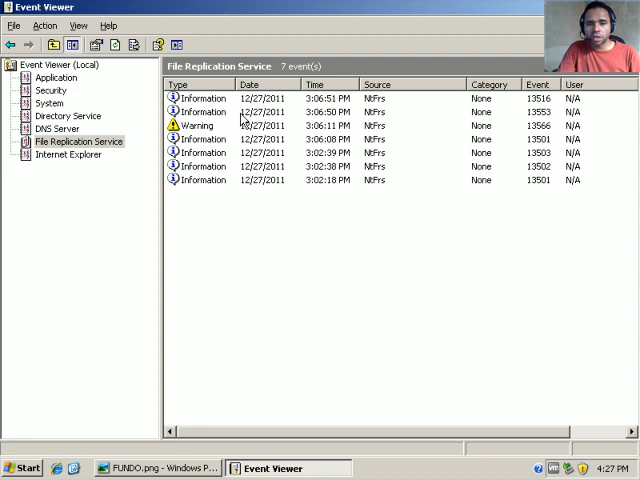 Event Viewer
File Action View Help
Event Viewer (Local)
Application
Security
System
Directory Service
DNS Server
File Replication Service
Internet Explorer
File Replication Service 7 event(s)
Type Date Time Source Category Event User
Information 12/27/2011 3:06:51 PM NtFrs None 13516 N/A
Information 12/27/2011 3:06:50 PM NtFrs None 13553 N/A
Warning 12/27/2011 3:06:11 PM NtFrs None 13566 N/A
Information 12/27/2011 3:06:08 PM NtFrs None 13501 N/A
Information 12/27/2011 3:02:39 PM NtFrs None 13503 N/A
Information 12/27/2011 3:02:38 PM NtFrs None 13502 N/A
Information 12/27/2011 3:02:18 PM NtFrs None 13501 N/A
Start FUNDO.png - Windows P... Event Viewer 4:27 PM